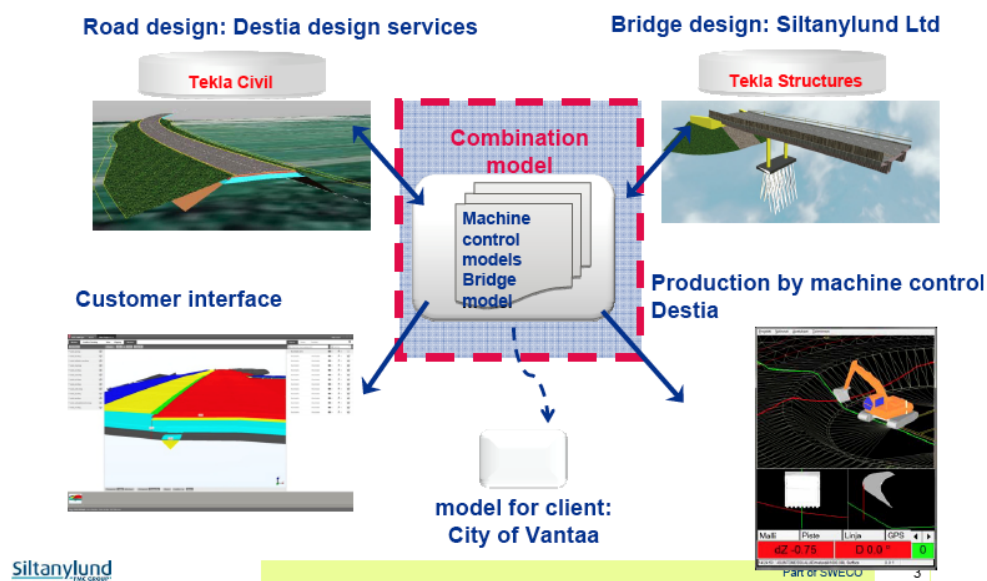 Road design: Destia design services
Bridge design: Siltanylund Ltd
Tekla Civil
Tekla Structures
Combination
model
Machine
control
models
Bridge
model
Customer interface
Production by machine control
Destia
model for client:
City of Vantaa
Malli Piste Linja GPS
dZ -0.75 D 0.0 ° 0
Siltanylund
"FMC GROUP"
Part of SWECO
3